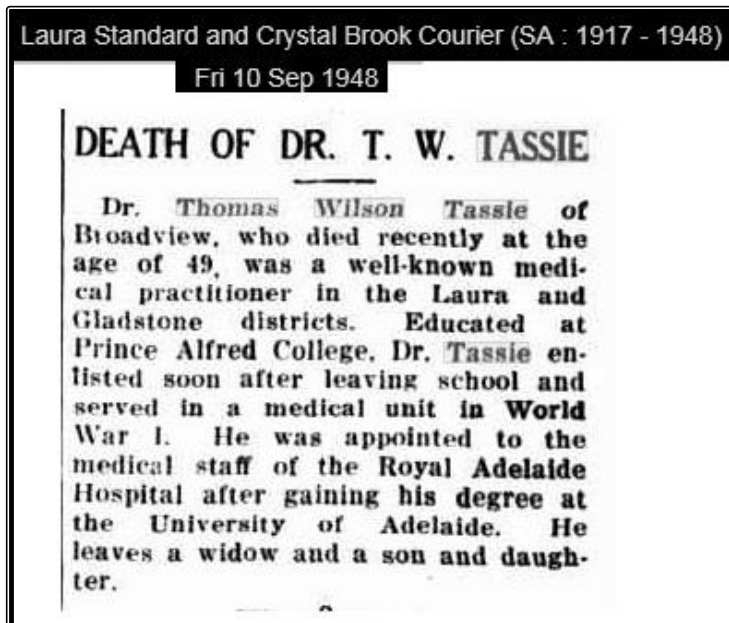 Laura Standard and Crystal Brook Courier (SA : 1917 - 1948)
Fri 10 Sep 1948
DEATH OF DR. T. W. TASSIE
Dr. Thomas Wilson Tassie of
Broadview, who died recently at the
age of 49, was a well-known medi-
cal practitioner in the Laura and
Gladstone districts. Educated at
Prince Alfred College, Dr. Tassie en-
listed soon after leaving school and
served in a medical unit in World
War I. He was appointed to the
medical staff of the Royal Adelaide
Hospital after gaining his degree at
the University of Adelaide. He
leaves a widow and a son and daugh-
ter.